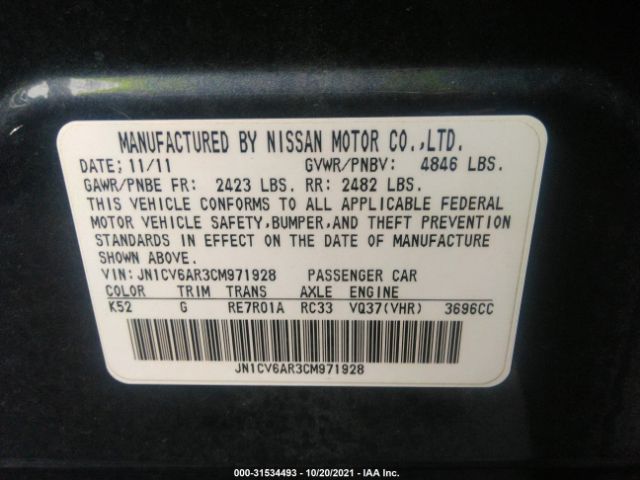 MANUFACTURED BY NISSAN MOTOR CO.,LTD.
DATE; 11/11 GVWR/PNBV: 4846 LBS.
GAWR/PNBE FR: 2423 LBS. RR: 2482 LBS.
THIS VEHICLE CONFORMS TO ALL APPLICABLE FEDERAL
MOTOR VEHICLE SAFETY,BUMPER,AND THEFT PREVENTION
STANDARDS IN EFFECT ON THE DATE OF MANUFACTURE
SHOWN ABOVE.
VIN: JN1CV6AR3CM971928 PASSENGER CAR
COLOR TRIM TRANS AXLE ENGINE
K52 G RE7R01A RC33 VQ37(VHR) 3696CC
JN1CV6AR3CM971928
000-31534493 - 10/20/2021 - IAA Inc.